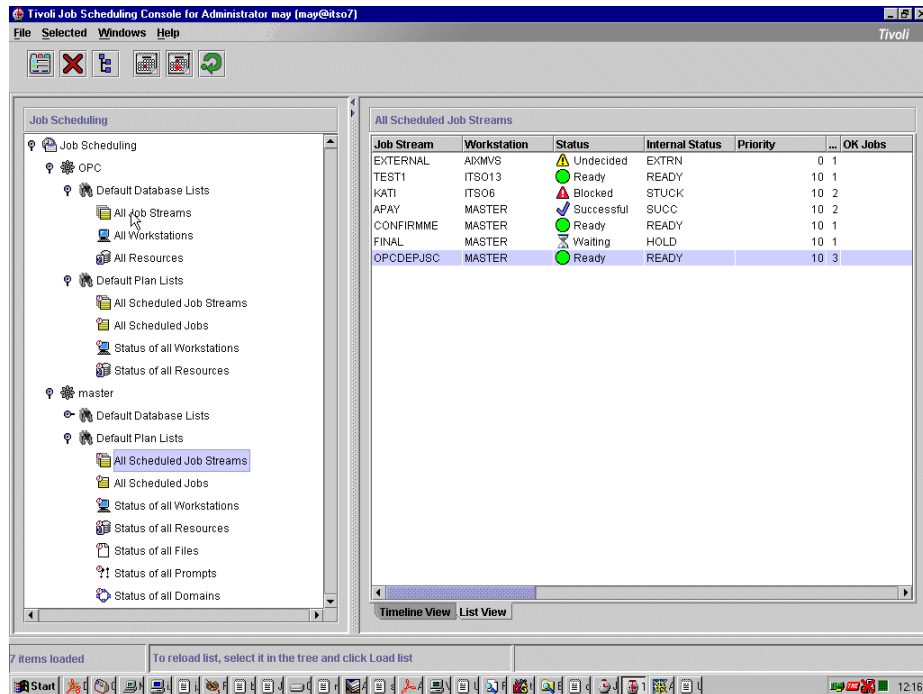 Tivoli Job Scheduling Console for Administrator may (may@itso7)
File Selected Windows Help
Tivoli
Job Scheduling
Job Scheduling
OPC
Default Database Lists
All Job Streams
All Workstations
All Resources
Default Plan Lists
All Scheduled Job Streams
All Scheduled Jobs
Status of all Workstations
Status of all Resources
master
Default Database Lists
Default Plan Lists
All Scheduled Job Streams
All Scheduled Jobs
Status of all Workstations
Status of all Resources
Status of all Files
Status of all Prompts
Status of all Domains
All Scheduled Job Streams
Job Stream Workstation Status Internal Status Priority ... OK Jobs
EXTERNAL AIXMVS Undecided EXTRN 0 1
TEST1 ITSO13 Ready READY 10 1
KATI ITSO6 Blocked STUCK 10 2
APAY MASTER Successful SUCC 10 2
CONFIRMME MASTER Ready READY 10 1
FINAL MASTER Waiting HOLD 10 1
OPCDEPJSC MASTER Ready READY 10 3
Timeline View List View
7 items loaded
To reload list, select it in the tree and click Load list
Start
12:16